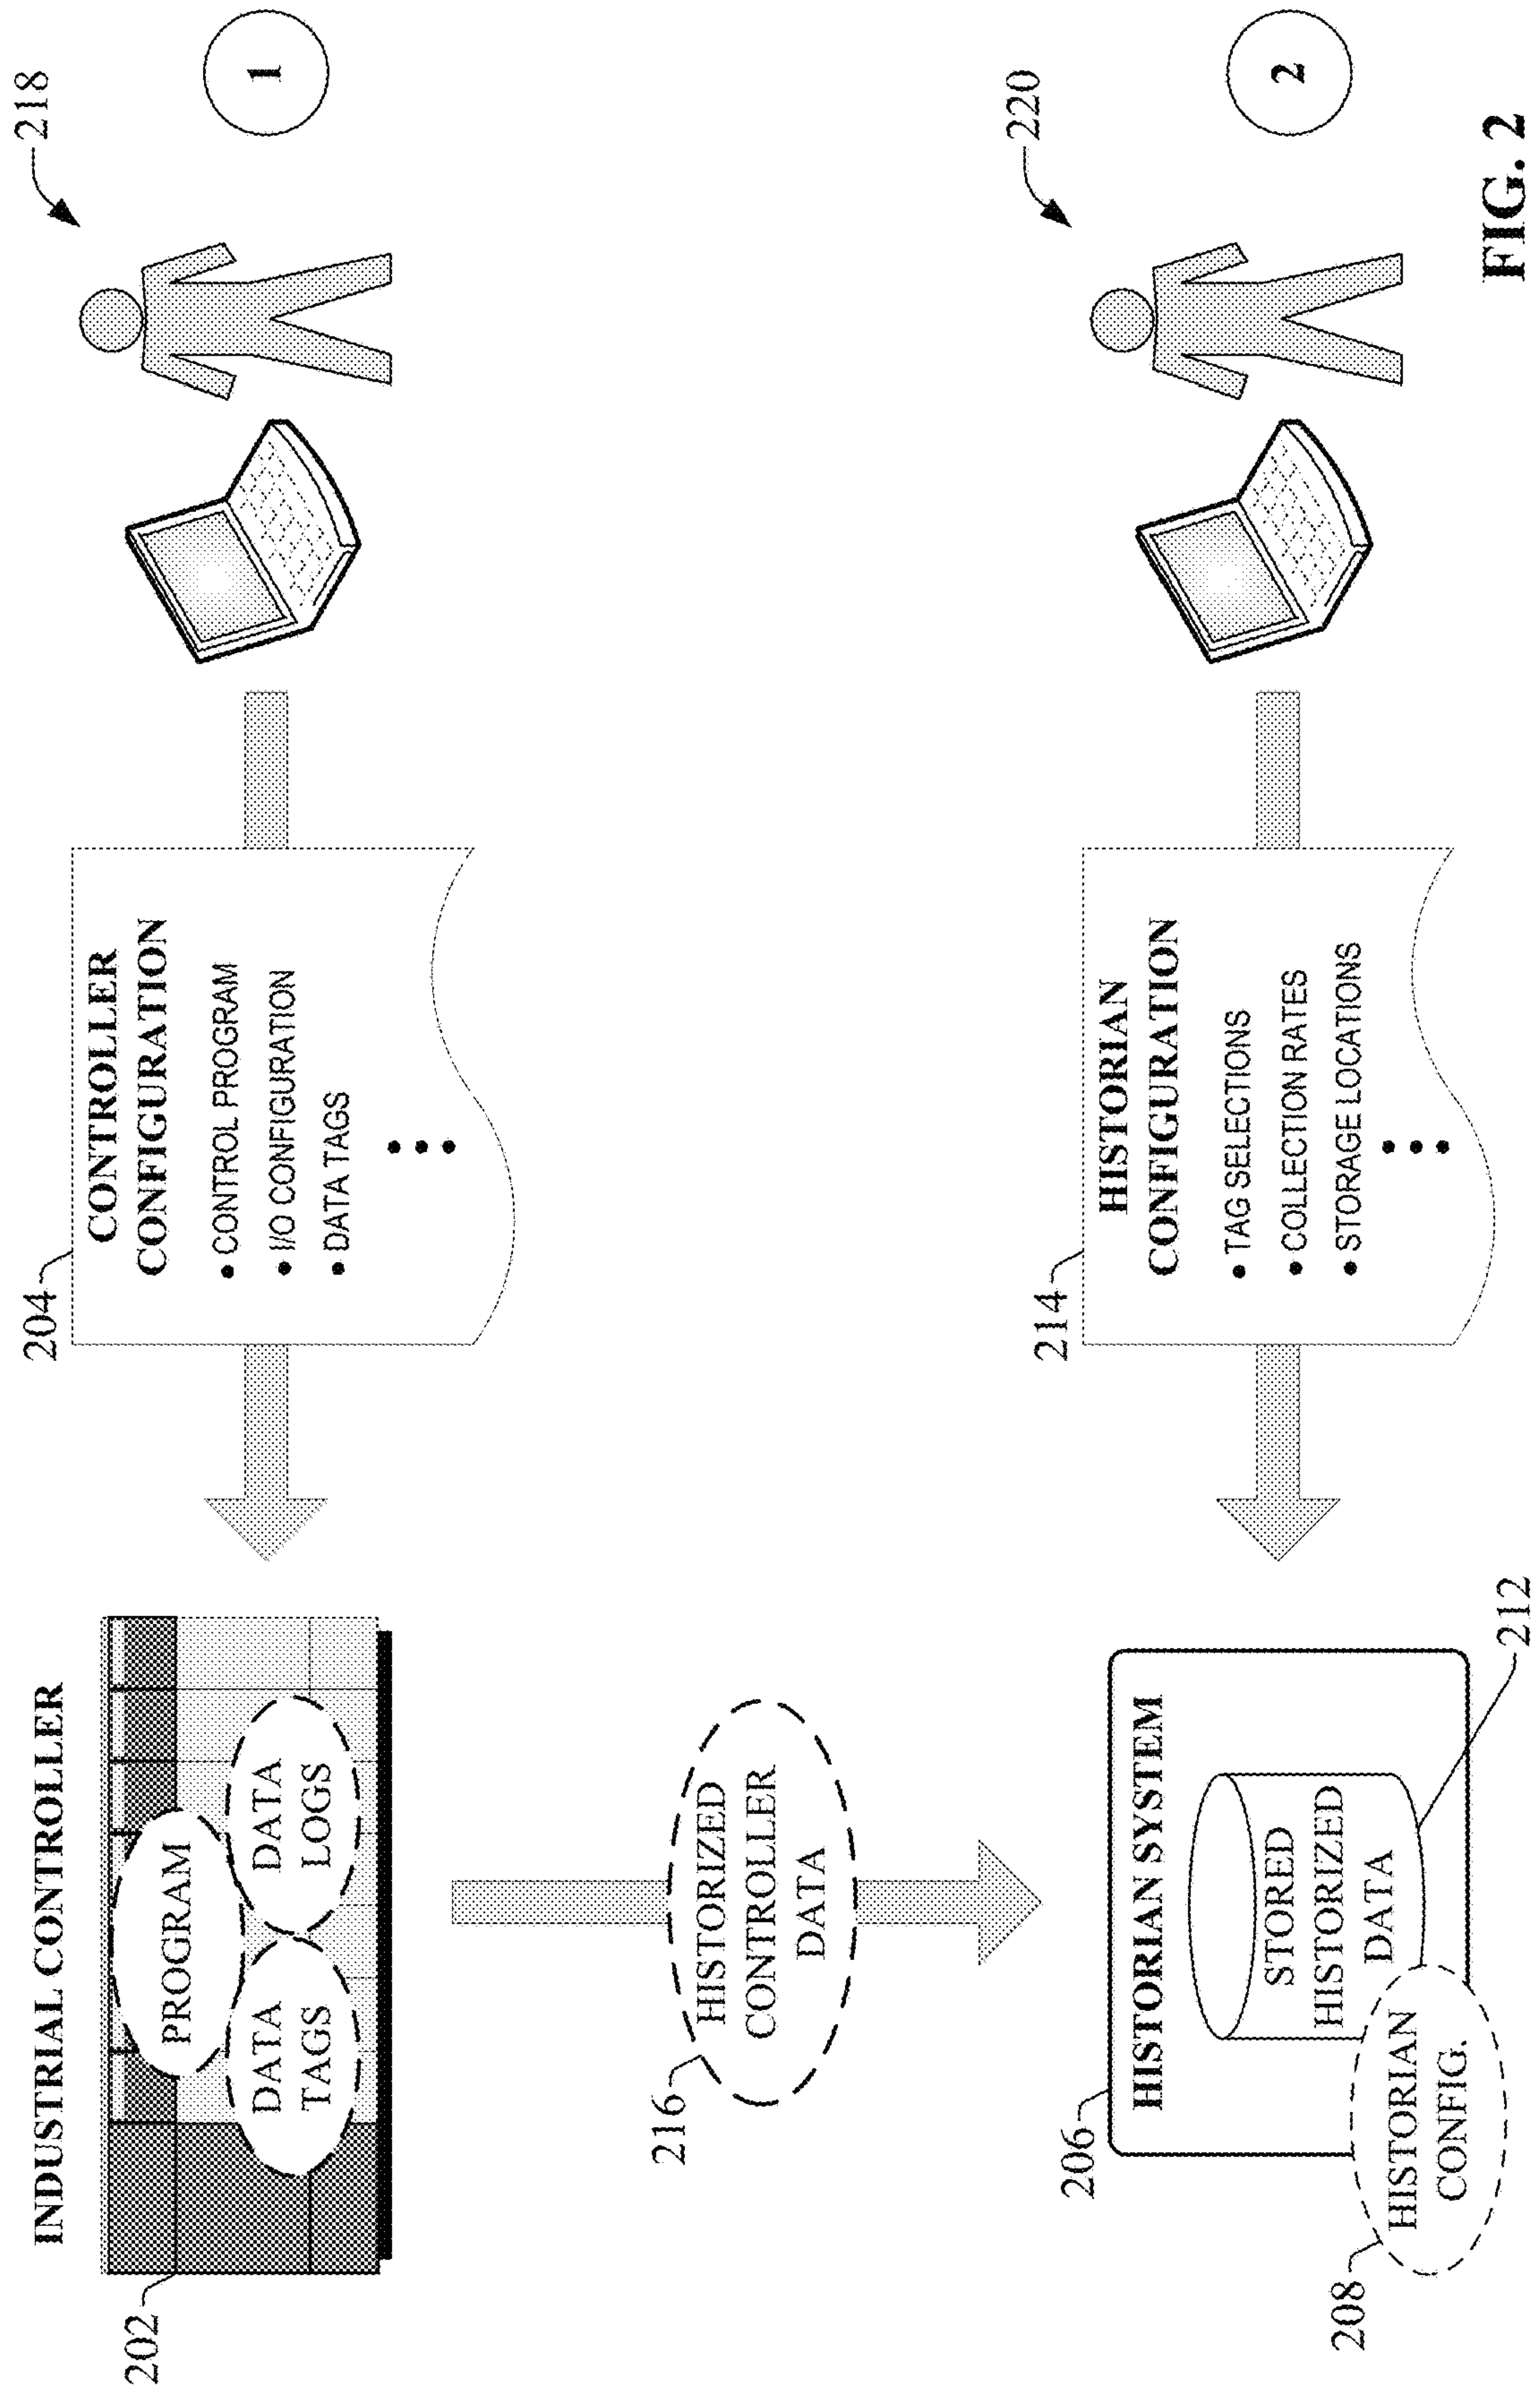 INDUSTRIAL CONTROLLER
202
PROGRAM
DATA
TAGS
DATA
LOGS
204
CONTROLLER
CONFIGURATION
• CONTROL PROGRAM
• I/O CONFIGURATION
• DATA TAGS
218
1
216
HISTORIZED
CONTROLLER
DATA
206
HISTORIAN SYSTEM
STORED
HISTORIZED
DATA
212
208
HISTORIAN
CONFIG.
214
HISTORIAN
CONFIGURATION
• TAG SELECTIONS
• COLLECTION RATES
• STORAGE LOCATIONS
220
2
FIG. 2